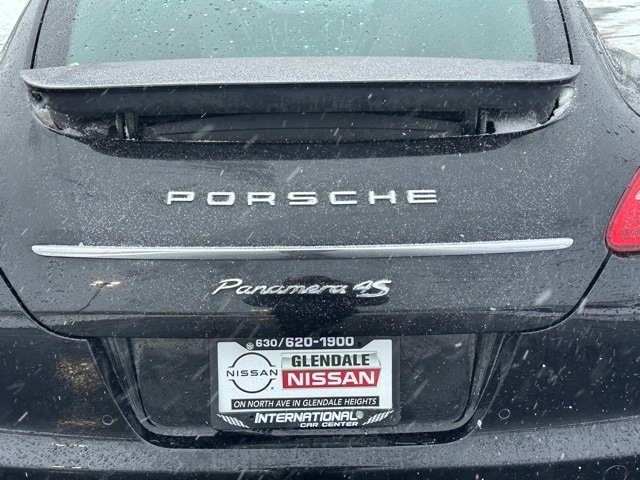 PORSCHE
Panamera 4S
630/620-1900
NISSAN
GLENDALE
NISSAN
ON NORTH AVE IN GLENDALE HEIGHTS
INTERNATIONAL®
CAR CENTER